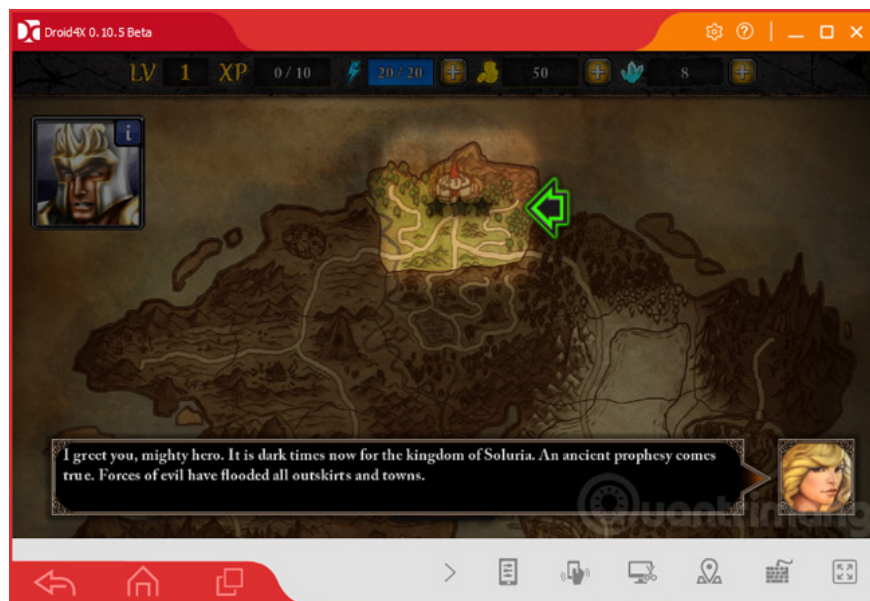 Droid4X 0.10.5 Beta
LV 1 XP 0/10 20/20 50 8
i
I greet you, mighty hero. It is dark times now for the kingdom of Soluria. An ancient prophesy comes
true. Forces of evil have flooded all outskirts and towns.
Quantrimang